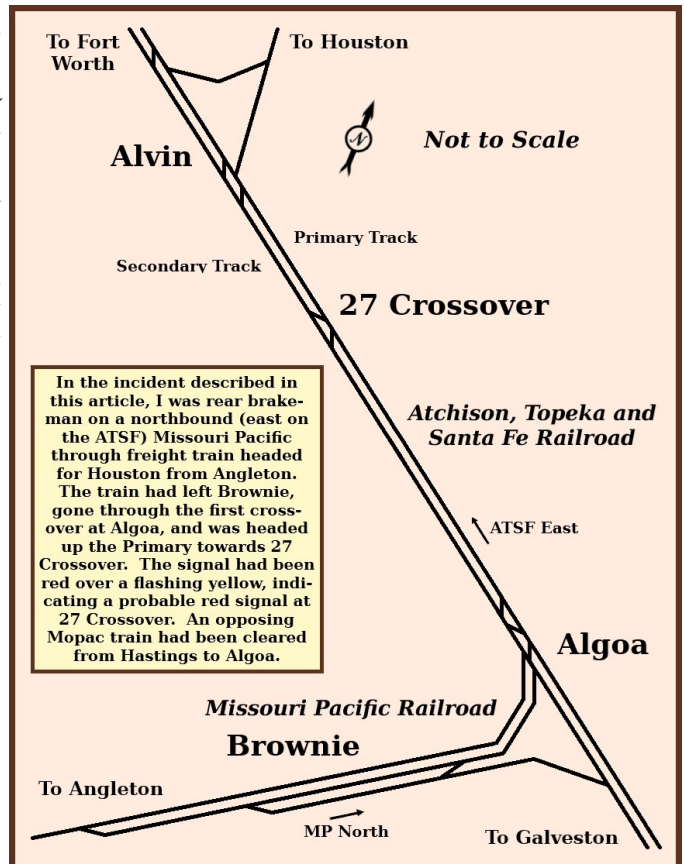 To Fort
Worth
To Houston
N
Not to Scale
Alvin
Primary Track
Secondary Track
27 Crossover
In the incident described in
this article, I was rear brake-
man on a northbound (east on
the ATSF) Missouri Pacific
through freight train headed
for Houston from Angleton.
The train had left Brownie,
gone through the first cross-
over at Algoa, and was headed
up the Primary towards 27
Crossover.  The signal had been
red over a flashing yellow, indi-
cating a probable red signal at
27 Crossover.  An opposing
Mopac train had been cleared
from Hastings to Algoa.
Atchison, Topeka and
Santa Fe Railroad
ATSF East
Algoa
Missouri Pacific Railroad
Brownie
To Angleton
MP North
To Galveston